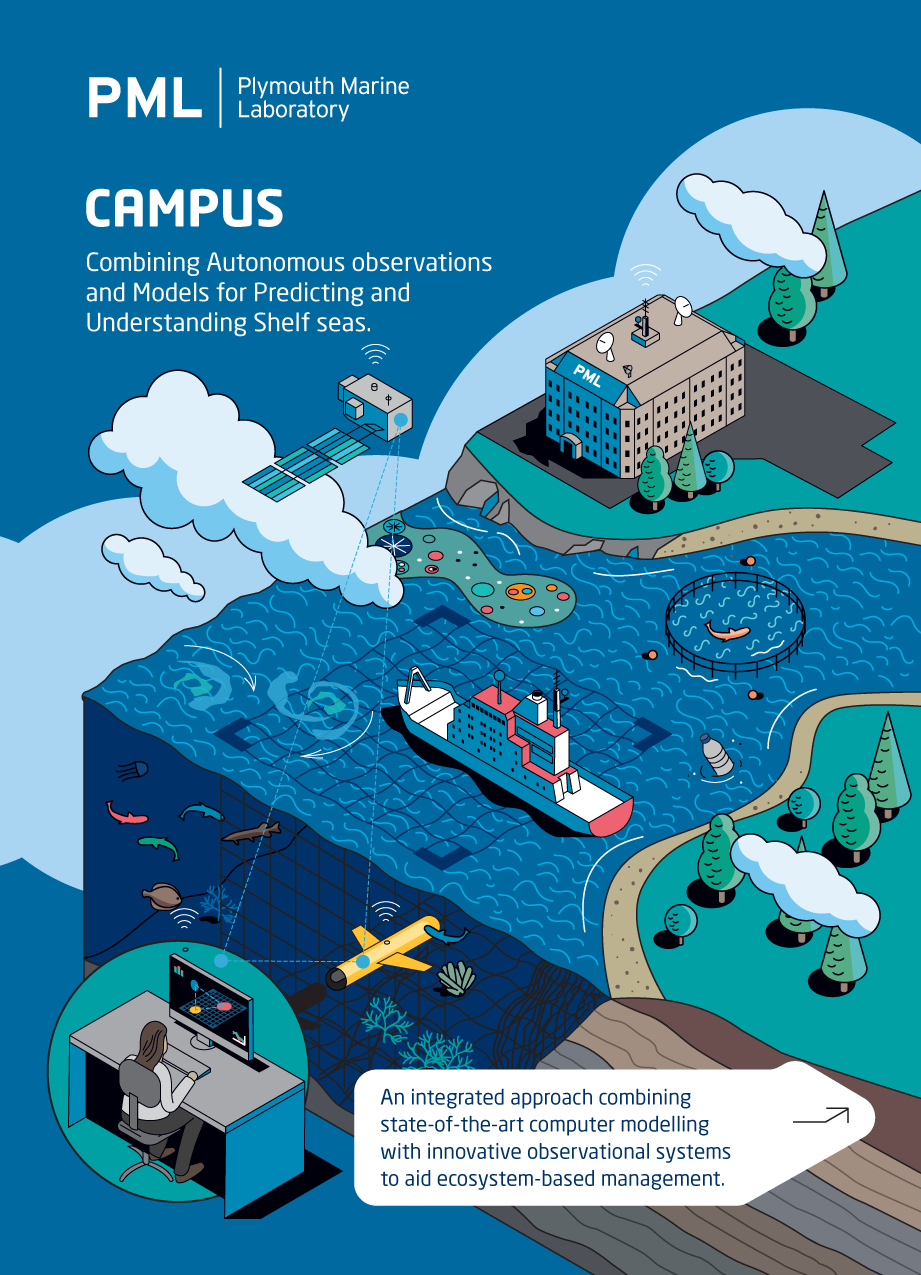 PML
Plymouth Marine
Laboratory
CAMPUS
Combining Autonomous observations
and Models for Predicting and
Understanding Shelf seas.
PML
An integrated approach combining
state-of-the-art computer modelling
with innovative observational systems
to aid ecosystem-based management.